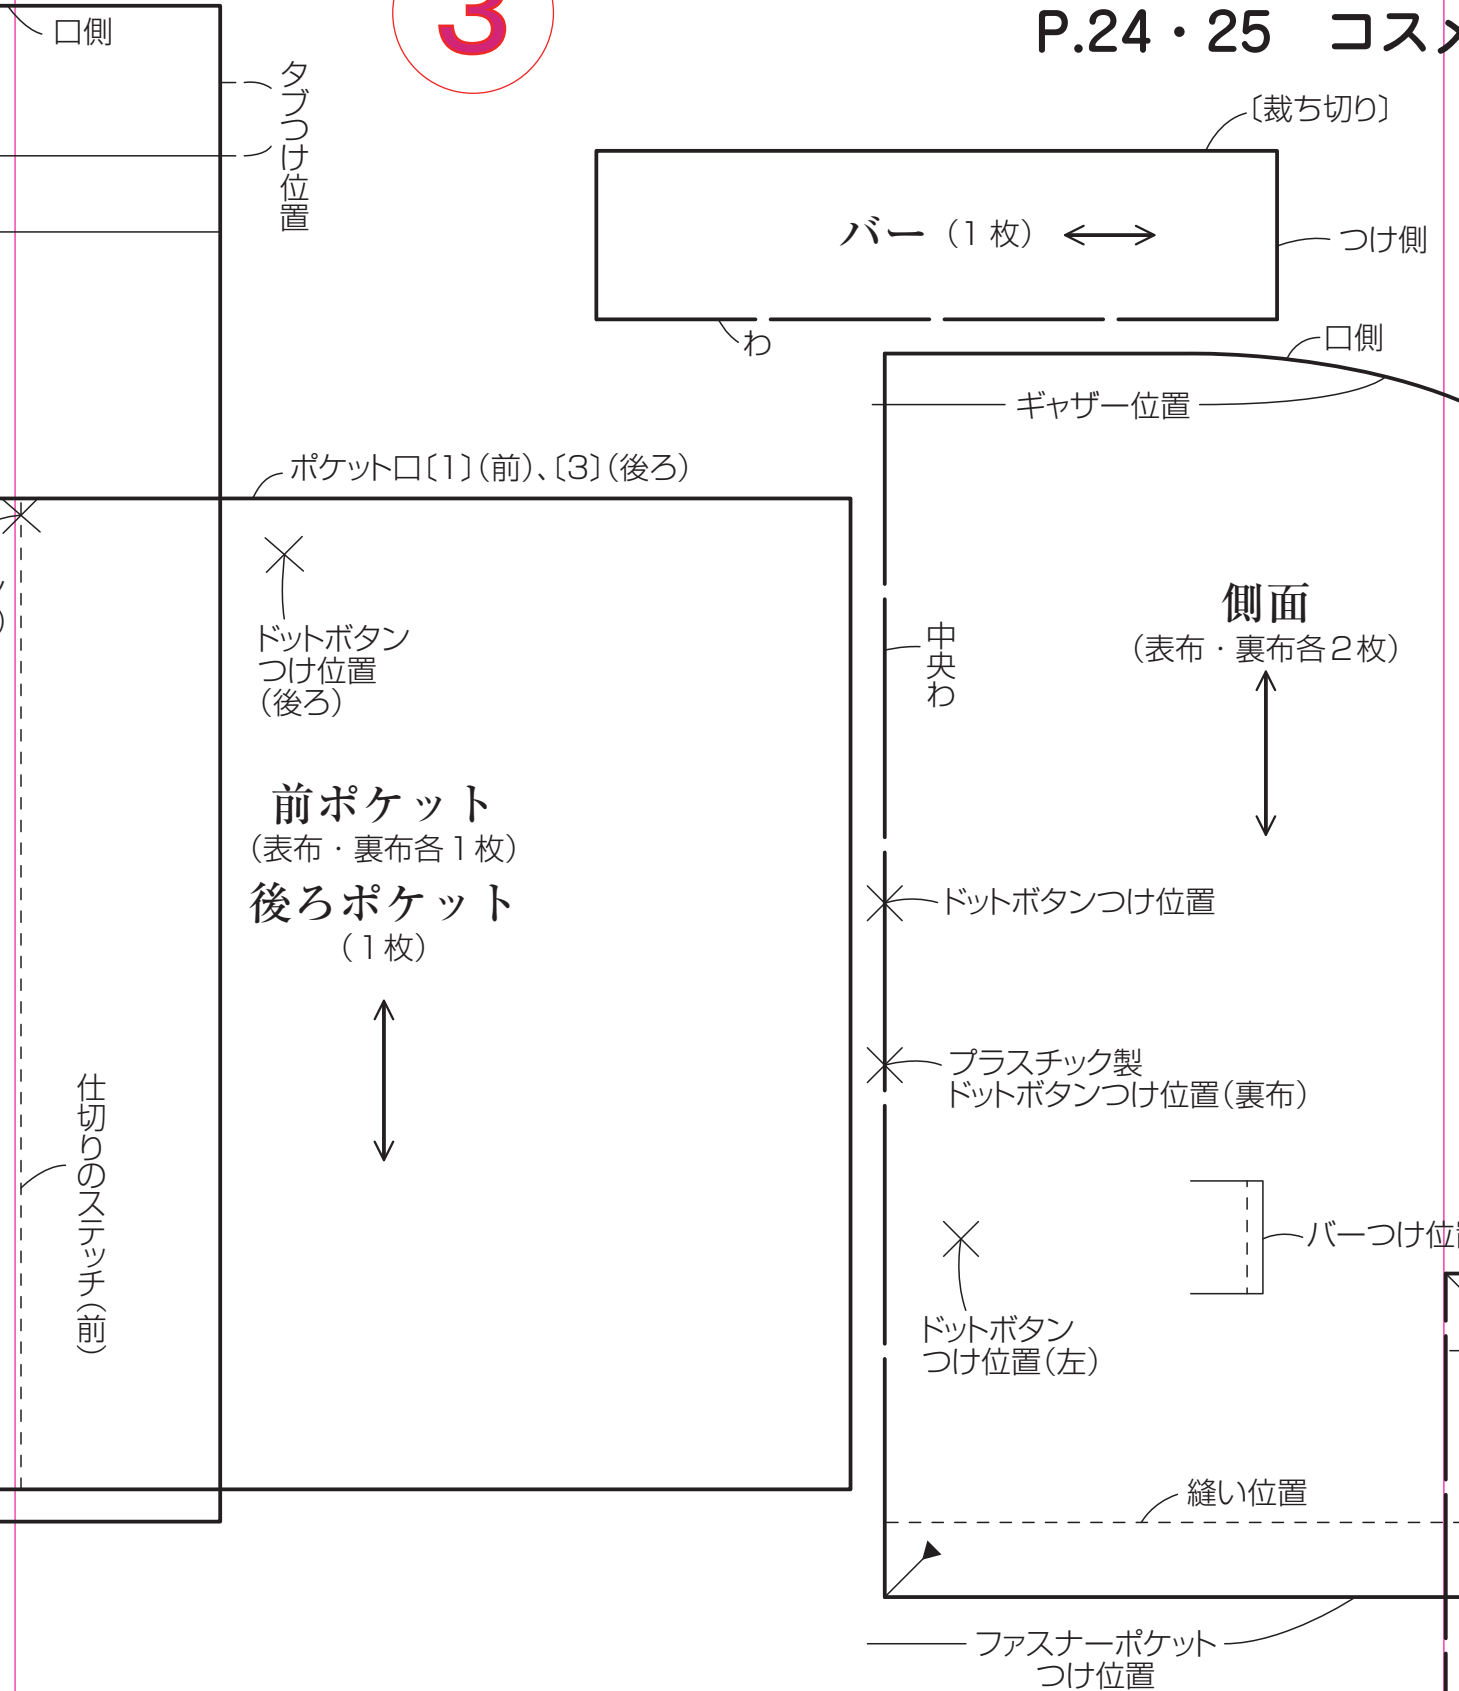 3
P.24・25　コスメ
口側
タブつけ位置
〔裁ち切り〕
バー（1枚）
つけ側
わ
口側
ギャザー位置
ポケット口〔1〕（前）、〔3〕（後ろ）
ドットボタン
つけ位置
（後ろ）
前ポケット
（表布・裏布各1枚）
後ろポケット
（1枚）
仕切りのステッチ（前）
側面
（表布・裏布各2枚）
中央わ
ドットボタンつけ位置
プラスチック製
ドットボタンつけ位置（裏布）
バーつけ位置
ドットボタン
つけ位置（左）
縫い位置
ファスナーポケット
つけ位置